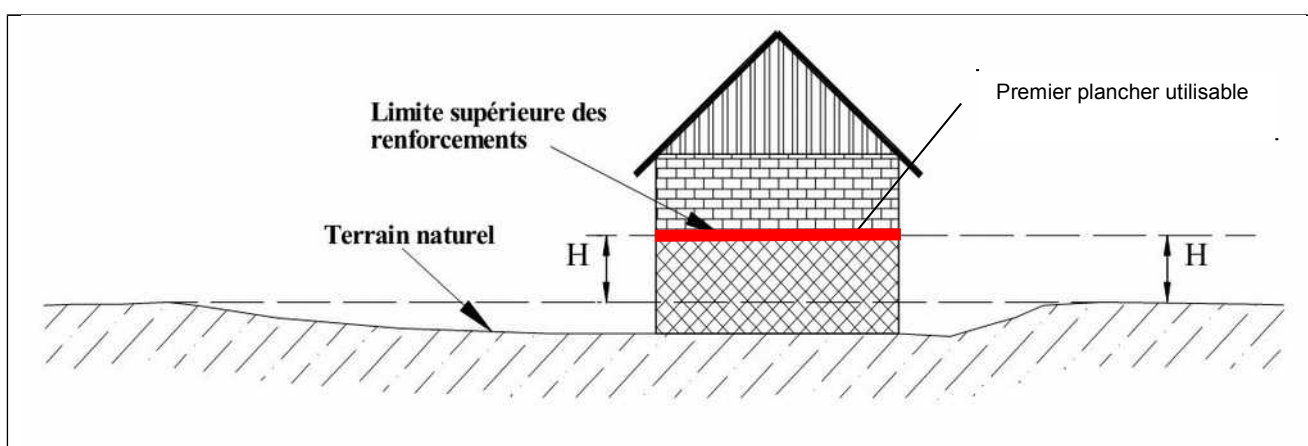 Premier plancher utilisable
Limite supérieure des
renforcements
Terrain naturel
H
H